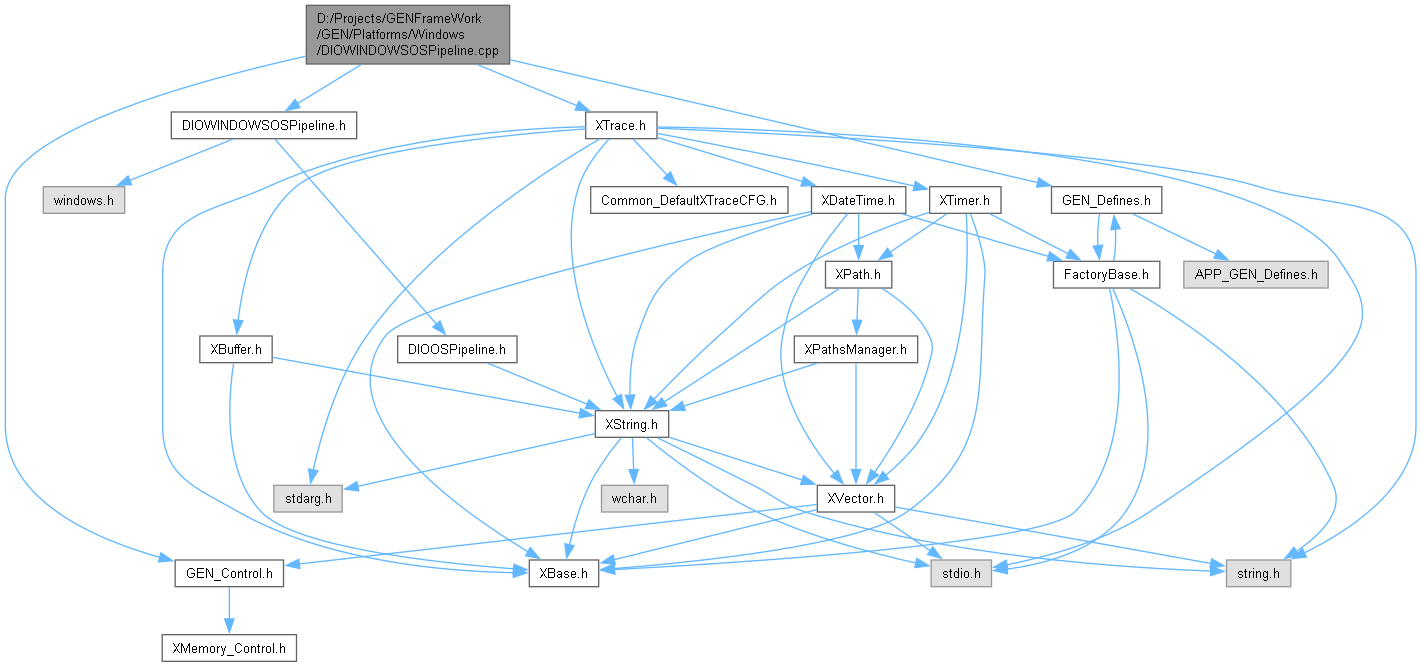 D:/Projects/GENFrameWork
/GEN/Platforms/Windows
/DIOWINDOWSOSPipeline.cpp
DIOWINDOWSOSPipeline.h
XTrace.h
windows.h
Common_DefaultXTraceCFG.h
XDateTime.h
XTimer.h
GEN_Defines.h
XPath.h
FactoryBase.h
APP_GEN_Defines.h
XBuffer.h
DIOOSPipeline.h
XPathsManager.h
XString.h
stdarg.h
wchar.h
XVector.h
GEN_Control.h
XBase.h
stdio.h
string.h
XMemory_Control.h